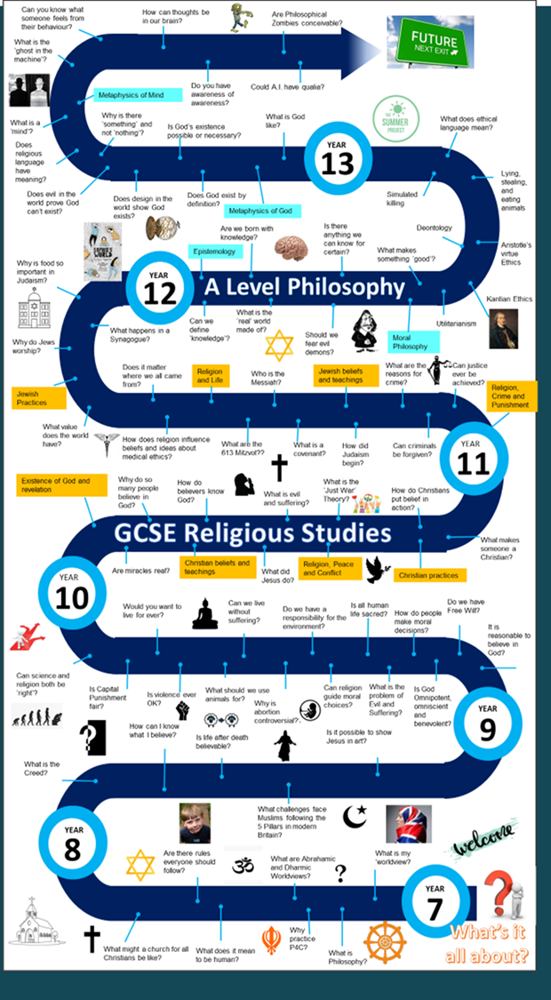 Can you know what
someone feels from
their behaviour?
How can thoughts be
in our brain?
Are Philosophical
Zombies conceivable?
FUTURE
NEXT EXIT
What is the
'ghost in the
machine'?
Metaphysics of Mind
Do you have
awareness of
awareness?
Could A.I. have qualia?
THE
SUMMER
PROJECT
What is a
'mind'?
Why is there
'something' and
not 'nothing'?
Is God's existence
possible or necessary?
What is God
like?
What does ethical
language mean?
YEAR
13
Does
religious
language
have
meaning?
Lying,
stealing,
and
eating
animals
Does evil in the
world prove God
can't exist?
Does design in the
world show God
exists?
Does God exist by
definition?
Metaphysics of God
Simulated
killing
Deontology
Are we born with
knowledge?
Is there
anything we
can know for
certain?
What makes
something 'good'?
Aristotle's
virtue
Ethics
Epistemology
Why is food so
important in
Judaism?
YEAR
12
A Level Philosophy
Kantian Ethics
Utilitarianism
Can we
define
'knowledge'?
What is the
'real' world
made of?
Should we
fear evil
demons?
Moral
Philosophy
What happens in a
Synagogue?
Why do Jews
worship?
Does it matter
where we all came
from?
Religion
and Life
Who is the
Messiah?
Jewish beliefs
and teachings
What are the
reasons for
crime?
Can justice
ever be
achieved?
Religion,
Crime and
Punishment
Jewish
Practices
What value
does the world
have?
How does religion influence
beliefs and ideas about
medical ethics?
What are the
613 Mitzvot??
What is a
covenant?
How did
Judaism
begin?
Can criminals
be forgiven?
YEAR
11
Existence of God and
revelation
Why do so
many people
believe in
God?
How do
believers know
God?
What is evil
and suffering?
What is the
'Just War'
Theory?
How do Christians
put belief in
action?
GCSE Religious Studies
What makes
someone a
Christian?
YEAR
10
Are miracles real?
Christian beliefs and
teachings
What did
Jesus do?
Religion, Peace
and Conflict
Christian practices
Would you want to
live for ever?
Can we live
without
suffering?
Do we have a
responsibility for the
environment?
Is all human
life sacred?
How do people
make moral
decisions?
Do we have
Free Will?
It is
reasonable to
believe in
God?
Can science and
religion both be
'right'?
Is Capital
Punishment
fair?
Is violence ever
OK?
What should we use
animals for?
Why is
abortion
controversial?
Can religion
guide moral
choices?
What is the
problem of
Evil and
Suffering?
Is God
Omnipotent,
omniscient
and
benevolent?
YEAR
9
How can I know
what I believe?
Is life after death
believable?
Is it possible to show
Jesus in art?
What is the
Creed?
YEAR
8
What challenges face
Muslims following the
5 Pillars in modern
Britain?
welcome
Are there rules
everyone should
follow?
What are Abrahamic
and Dharmic
Worldviews?
?
What is my
'worldview?
YEAR
7
What's it
all about?
What might a church for all
Christians be like?
What does it mean
to be human?
Why
practice
P4C?
What is
Philosophy?